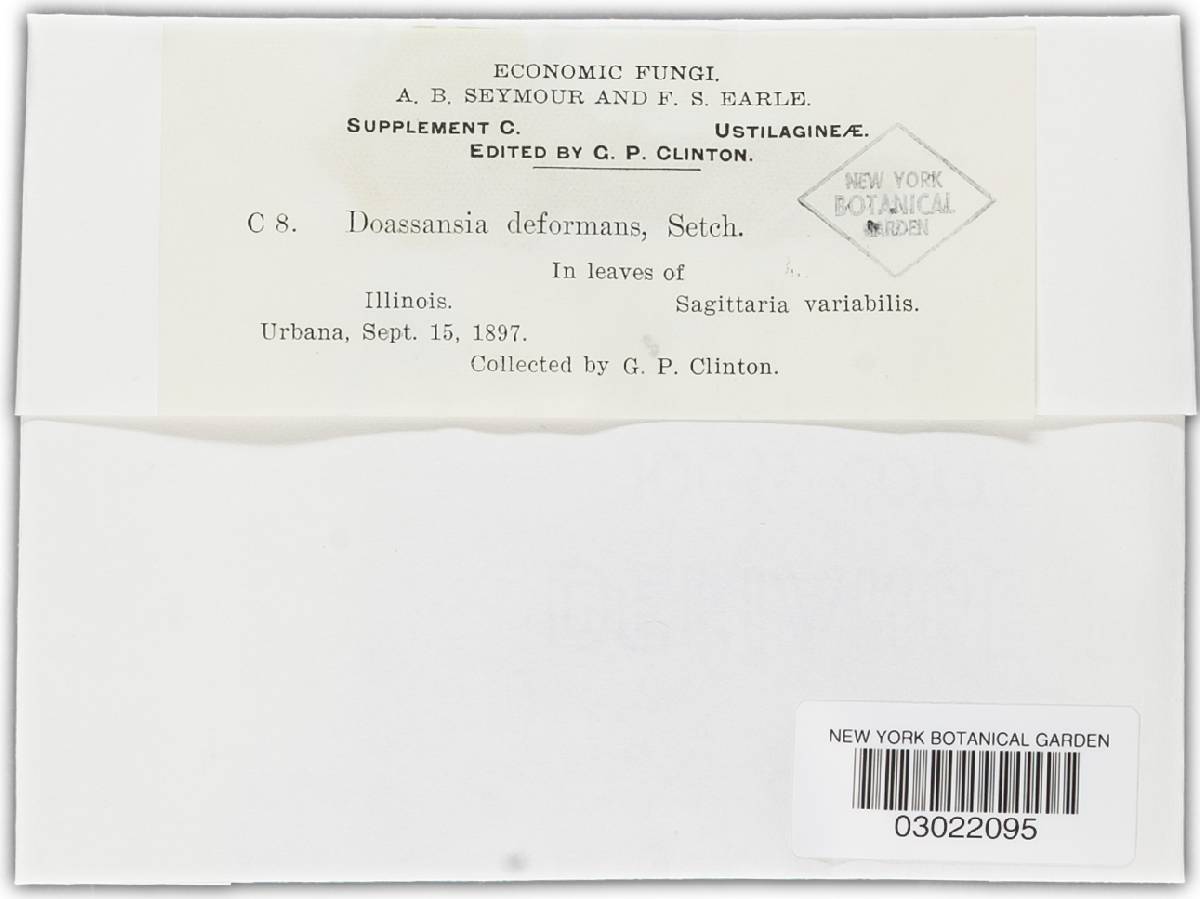 ECONOMIC FUNGI.
A. B. SEYMOUR AND F. S. EARLE.
SUPPLEMENT C. USTILAGINEÆ.
EDITED BY G. P. CLINTON.
NEW YORK
BOTANICAL
GARDEN
C 8. Doassansia deformans, Setch.
In leaves of
Illinois. Sagittaria variabilis.
Urbana, Sept. 15, 1897.
Collected by G. P. Clinton.
NEW YORK BOTANICAL GARDEN
03022095